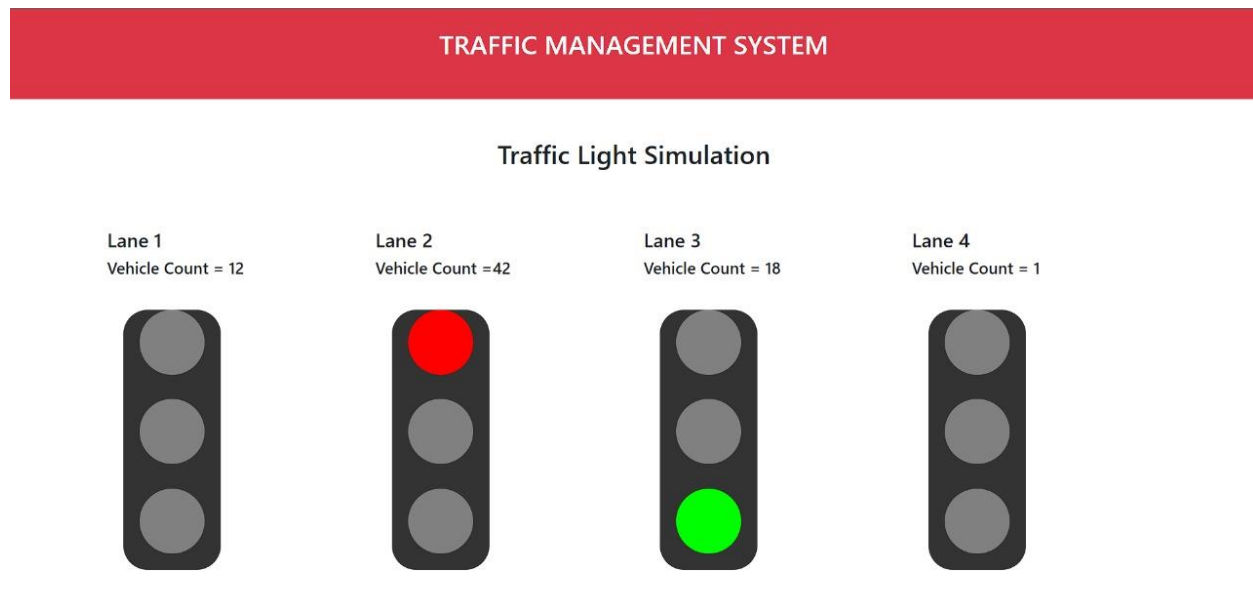 TRAFFIC MANAGEMENT SYSTEM
Traffic Light Simulation
Lane 1
Vehicle Count = 12
Lane 2
Vehicle Count =42
Lane 3
Vehicle Count = 18
Lane 4
Vehicle Count = 1